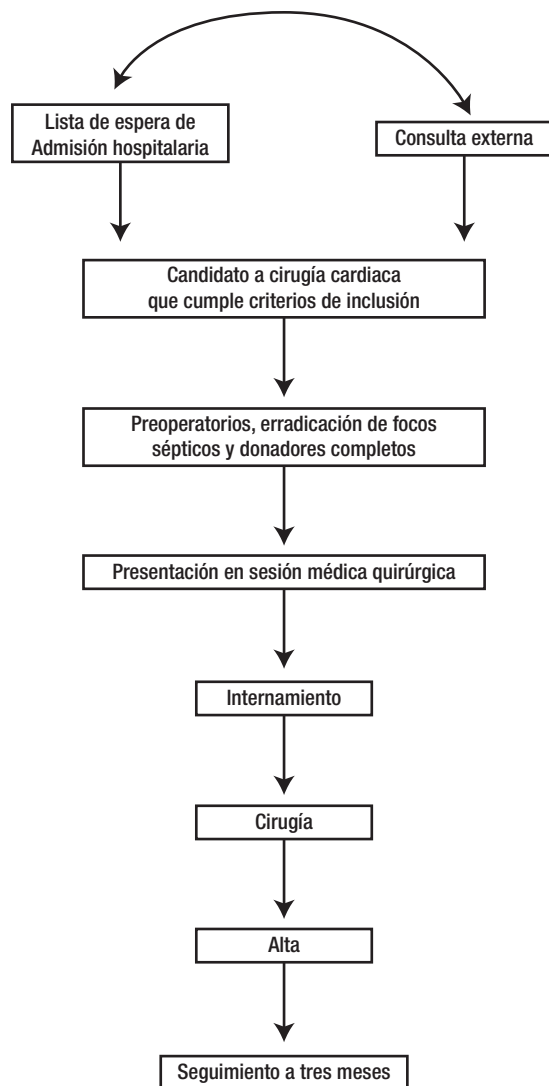 Lista de espera de
Admisión hospitalaria
Consulta externa
Candidato a cirugía cardiaca
que cumple criterios de inclusión
Preoperatorios, erradicación de focos
sépticos y donadores completos
Presentación en sesión médica quirúrgica
Internamiento
Cirugía
Alta
Seguimiento a tres meses